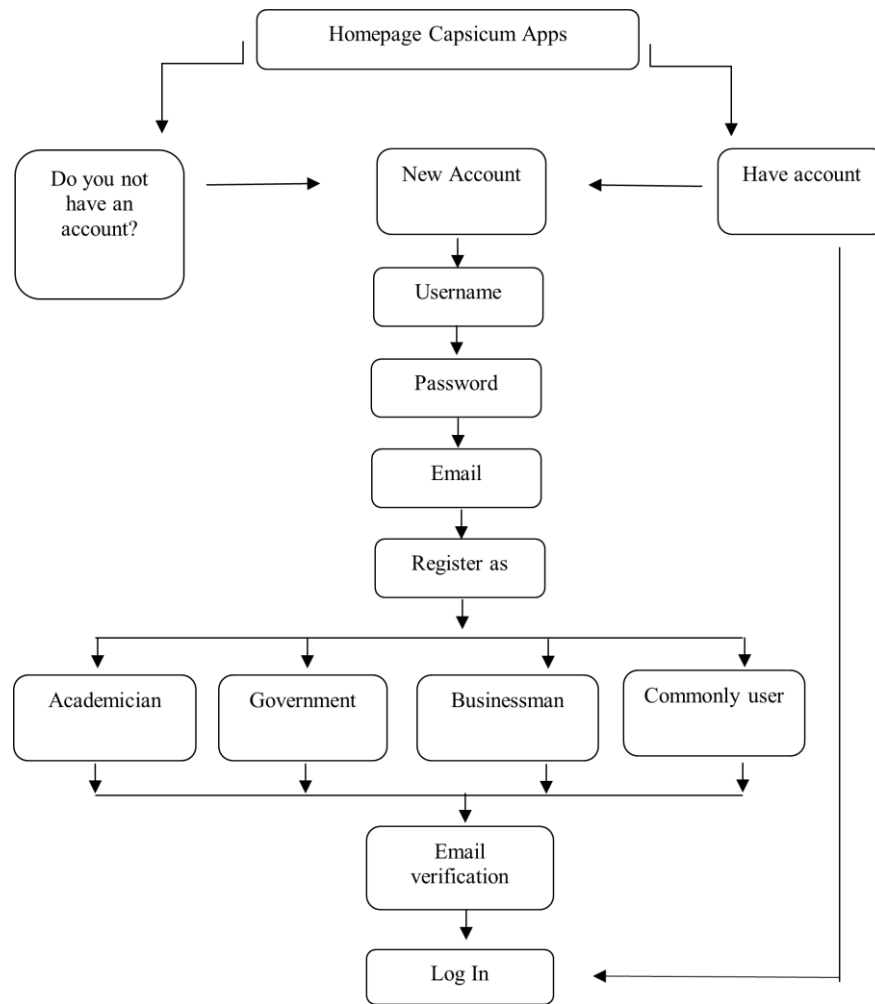 Homepage Capsicum Apps
Do you not
have an
account?
New Account
Have account
Username
Password
Email
Register as
Academician
Government
Businessman
Commonly user
Email
verification
Log In